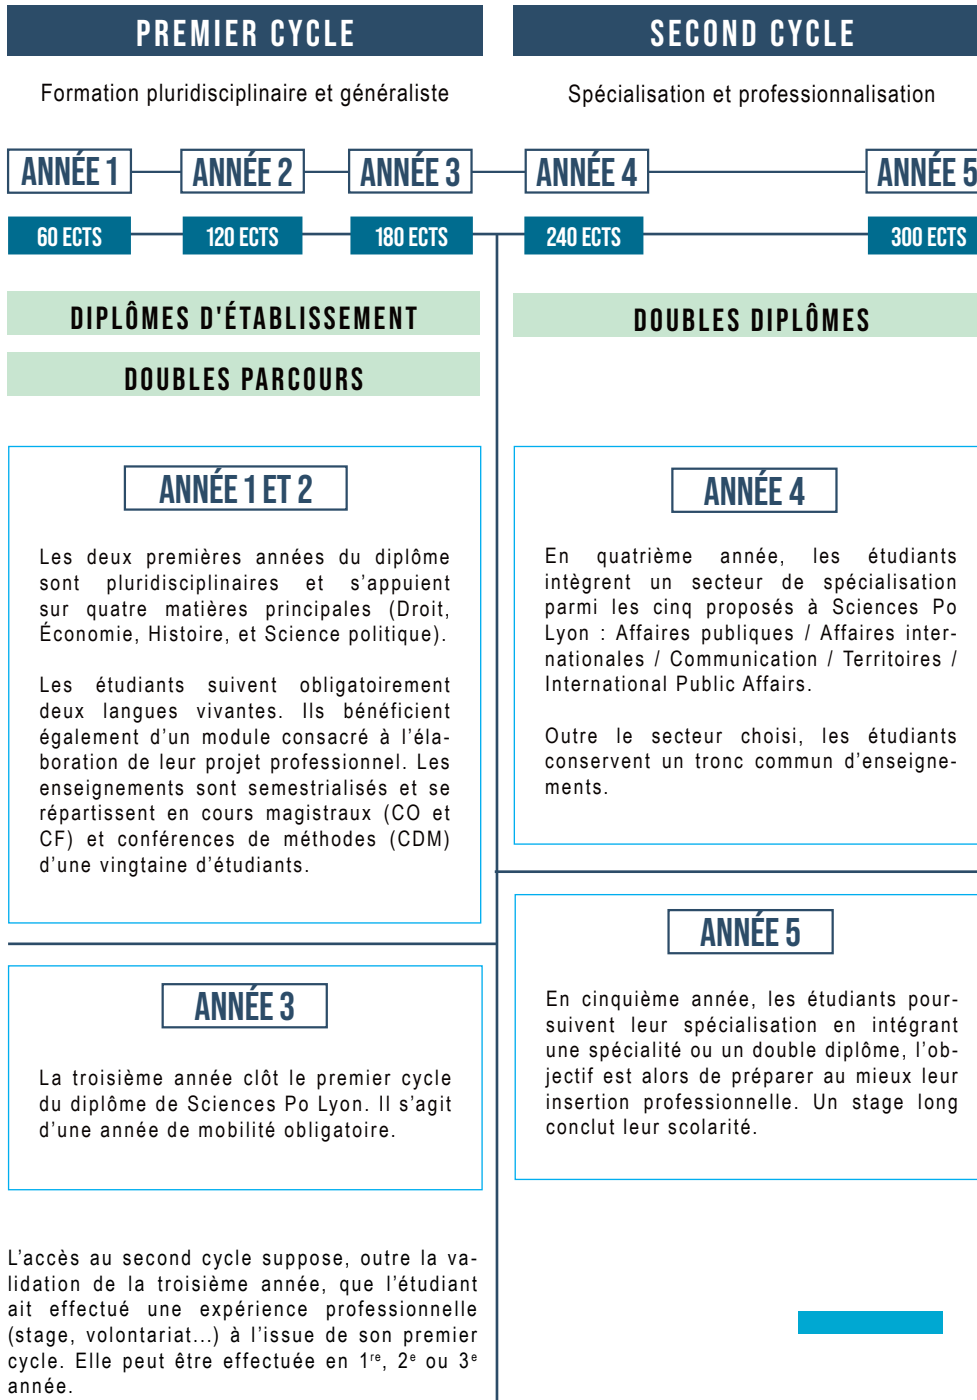 PREMIER CYCLE
Formation pluridisciplinaire et généraliste
SECOND CYCLE
Spécialisation et professionnalisation
ANNÉE 1
ANNÉE 2
ANNÉE 3
ANNÉE 4
ANNÉE 5
60 ECTS
120 ECTS
180 ECTS
240 ECTS
300 ECTS
DIPLÔMES D'ÉTABLISSEMENT
DOUBLES PARCOURS
ANNÉE 1 ET 2
Les deux premières années du diplôme
sont pluridisciplinaires et s’appuient
sur quatre matières principales (Droit,
Économie, Histoire, et Science politique).
Les étudiants suivent obligatoirement
deux langues vivantes. Ils bénéficient
également d’un module consacré à l’éla-
boration de leur projet professionnel. Les
enseignements sont semestrialisés et se
répartissent en cours magistraux (CO et
CF) et conférences de méthodes (CDM)
d’une vingtaine d’étudiants.
ANNÉE 3
La troisième année clôt le premier cycle
du diplôme de Sciences Po Lyon. Il s’agit
d’une année de mobilité obligatoire.
L’accès au second cycle suppose, outre la va-
lidation de la troisième année, que l’étudiant
ait effectué une expérience professionnelle
(stage, volontariat...) à l’issue de son premier
cycle. Elle peut être effectuée en 1re, 2e ou 3e
année.
DOUBLES DIPLÔMES
ANNÉE 4
En quatrième année, les étudiants
intègrent un secteur de spécialisation
parmi les cinq proposés à Sciences Po
Lyon : Affaires publiques / Affaires inter-
nationales / Communication / Territoires /
International Public Affairs.
Outre le secteur choisi, les étudiants
conservent un tronc commun d’enseigne-
ments.
ANNÉE 5
En cinquième année, les étudiants pour-
suivent leur spécialisation en intégrant
une spécialité ou un double diplôme, l’ob-
jectif est alors de préparer au mieux leur
insertion professionnelle. Un stage long
conclut leur scolarité.